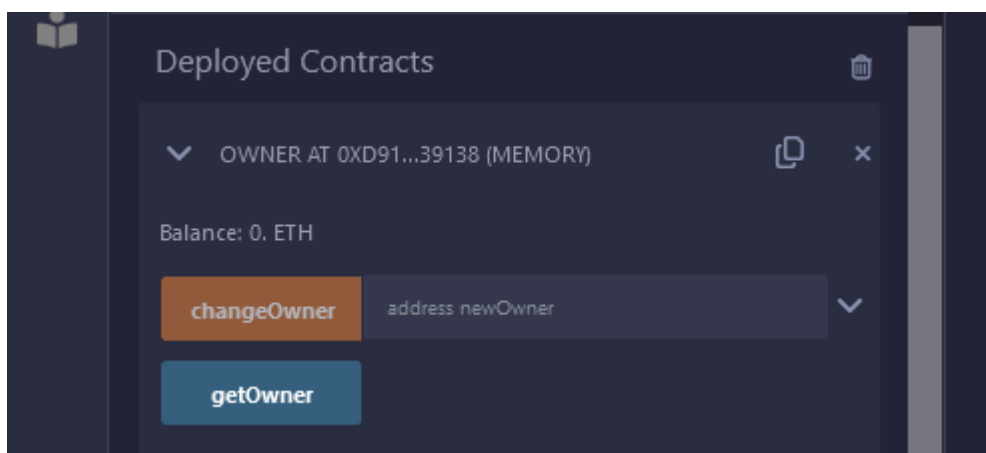 Deployed Contracts
OWNER AT 0XD91...39138 (MEMORY)
Balance: 0. ETH
changeOwner address newOwner
getOwner